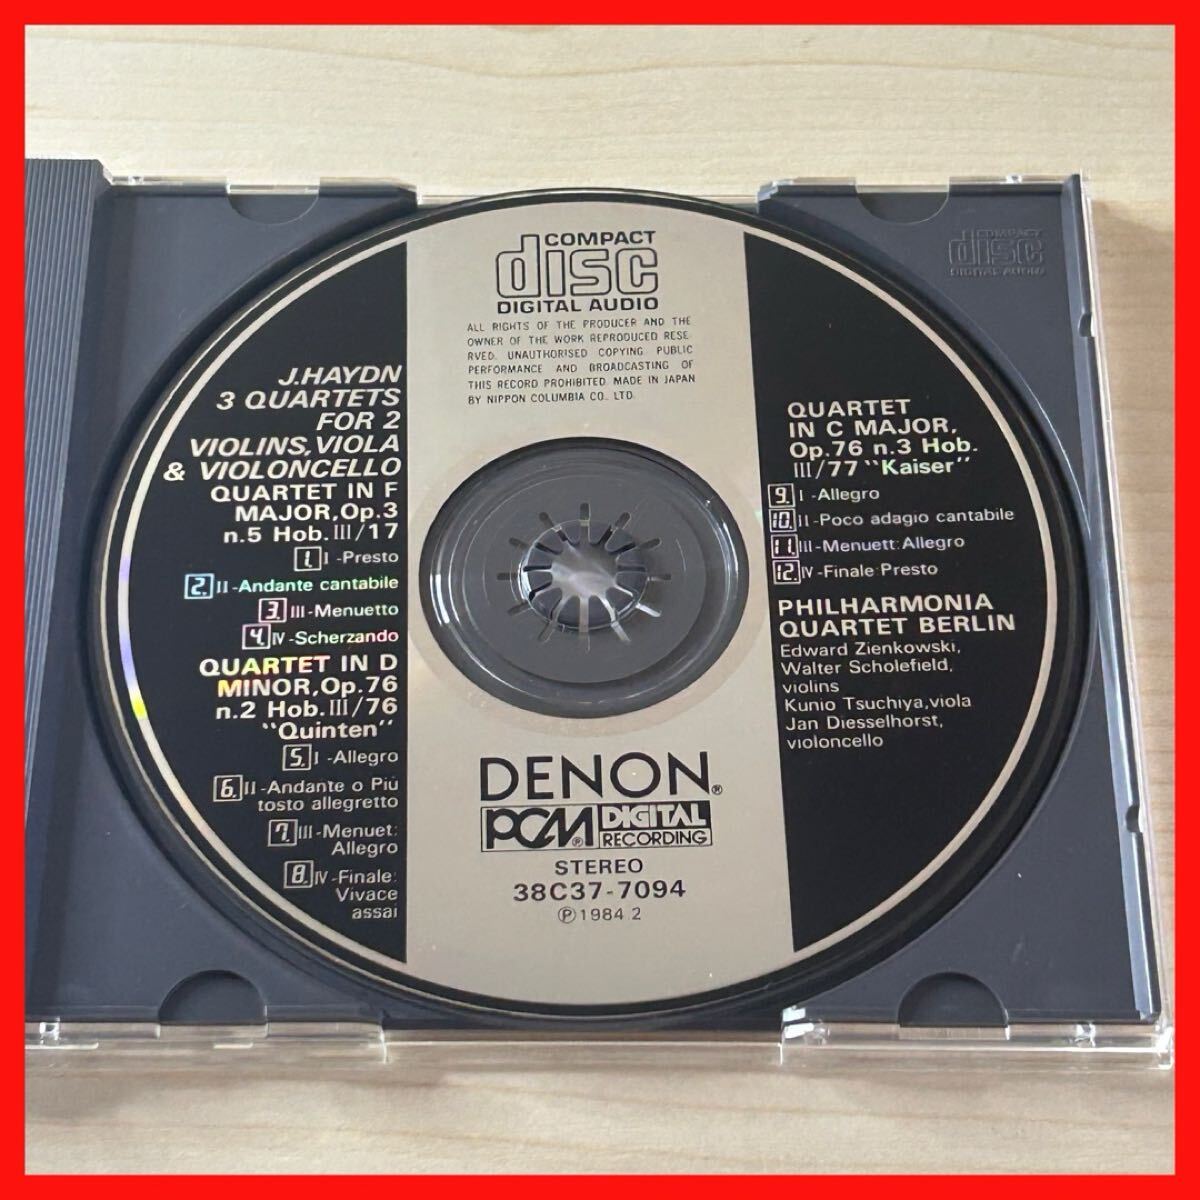 COMPACT
disc
DIGITAL AUDIO
ALL RIGHTS OF THE PRODUCER AND THE
OWNER OF THE WORK REPRODUCED RESE-
RVED. UNAUTHORISED COPYING, PUBLIC
PERFORMANCE AND BROADCASTING OF
THIS RECORD PROHIBITED. MADE IN JAPAN
BY NIPPON COLUMBIA CO., LTD.
J.HAYDN
3 QUARTETS
FOR 2
VIOLINS, VIOLA
& VIOLONCELLO
QUARTET IN F
MAJOR, Op.3
n.5 Hob. III/17
1. I -Presto
2. II -Andante cantabile
3. III -Menuetto
4. IV -Scherzando
QUARTET IN D
MINOR, Op.76
n.2 Hob. III/76
"Quinten"
5. I -Allegro
6. II -Andante o Più
tosto allegretto
7. III -Menuet:
Allegro
8. IV -Finale:
Vivace
assai
QUARTET
IN C MAJOR,
Op.76 n.3 Hob.
III/77 "Kaiser"
9. I -Allegro
10. II -Poco adagio cantabile
11. III -Menuett: Allegro
12. IV -Finale: Presto
PHILHARMONIA
QUARTET BERLIN
Edward Zienkowski,
Walter Scholefield,
violins
Kunio Tsuchiya, viola
Jan Diesselhorst,
violoncello
DENON®
PCM® DIGITAL
RECORDING
STEREO
38C37-7094
℗1984.2
COMPACT
disc
DIGITAL AUDIO